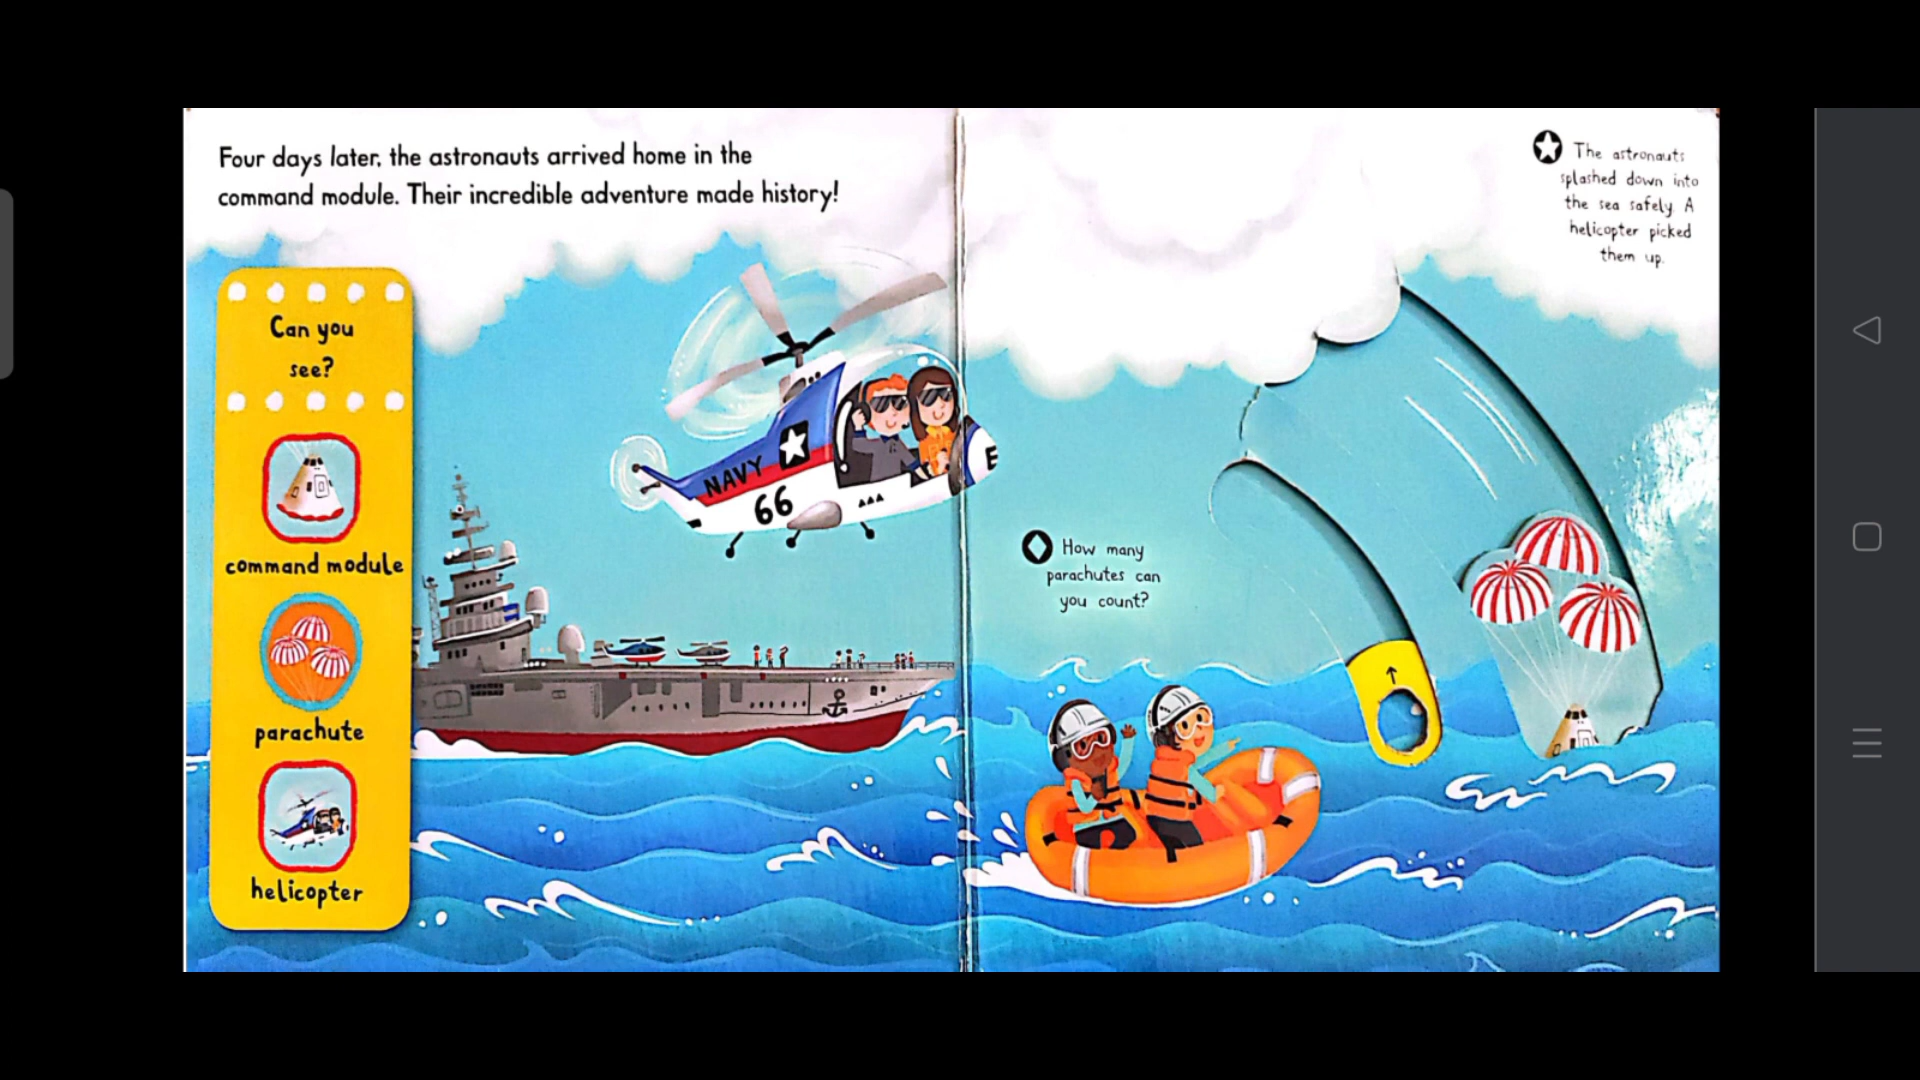 Four days later, the astronauts arrived home in the
command module. Their incredible adventure made history!
Can you
see?
command module
parachute
helicopter
NAVY
66
E
How many
parachutes can
you count?
The astronauts
splashed down into
the sea safely. A
helicopter picked
them up.